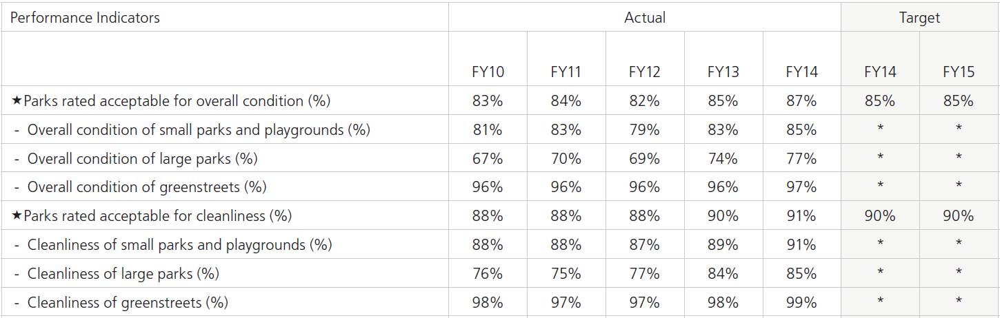 Performance Indicators Actual Target
FY10 FY11 FY12 FY13 FY14 FY14 FY15
★Parks rated acceptable for overall condition (%) 83% 84% 82% 85% 87% 85% 85%
- Overall condition of small parks and playgrounds (%) 81% 83% 79% 83% 85% * *
- Overall condition of large parks (%) 67% 70% 69% 74% 77% * *
- Overall condition of greenstreets (%) 96% 96% 96% 96% 97% * *
★Parks rated acceptable for cleanliness (%) 88% 88% 88% 90% 91% 90% 90%
- Cleanliness of small parks and playgrounds (%) 88% 88% 87% 89% 91% * *
- Cleanliness of large parks (%) 76% 75% 77% 84% 85% * *
- Cleanliness of greenstreets (%) 98% 97% 97% 98% 99% * *